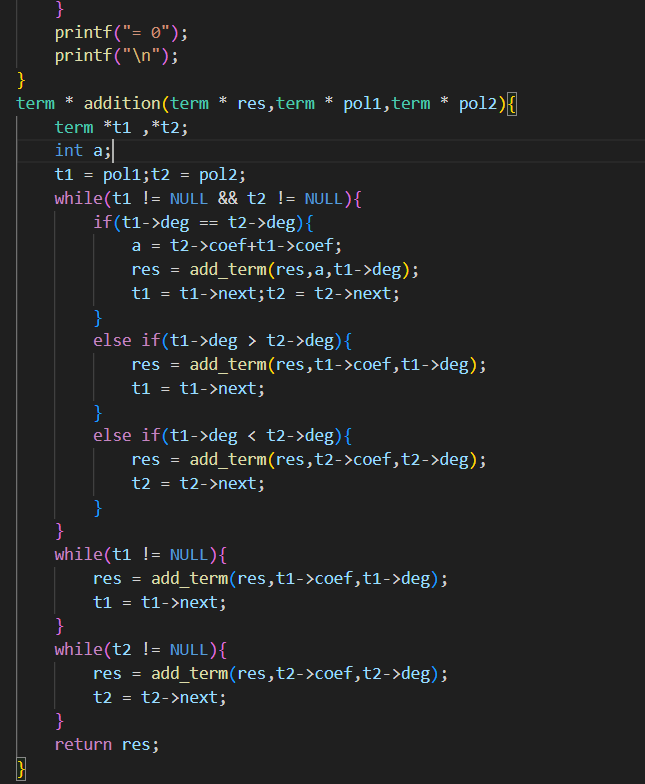 }
    printf("= 0");
    printf("\n");
}
term * addition(term * res,term * pol1,term * pol2){
    term *t1 ,*t2;
    int a;
    t1 = pol1;t2 = pol2;
    while(t1 != NULL && t2 != NULL){
        if(t1->deg == t2->deg){
            a = t2->coef+t1->coef;
            res = add_term(res,a,t1->deg);
            t1 = t1->next;t2 = t2->next;
        }
        else if(t1->deg > t2->deg){
            res = add_term(res,t1->coef,t1->deg);
            t1 = t1->next;
        }
        else if(t1->deg < t2->deg){
            res = add_term(res,t2->coef,t2->deg);
            t2 = t2->next;
        }
    }
    while(t1 != NULL){
        res = add_term(res,t1->coef,t1->deg);
        t1 = t1->next;
    }
    while(t2 != NULL){
        res = add_term(res,t2->coef,t2->deg);
        t2 = t2->next;
    }
    return res;
}